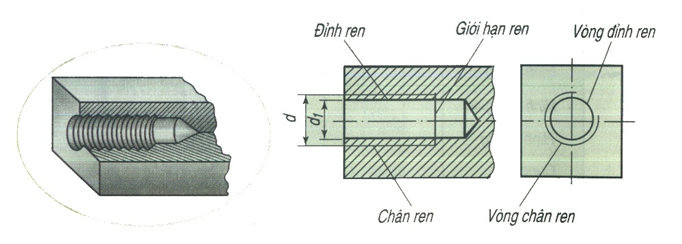 Đỉnh ren
Giới hạn ren
Vòng đỉnh ren
d
d₁
Chân ren
Vòng chân ren